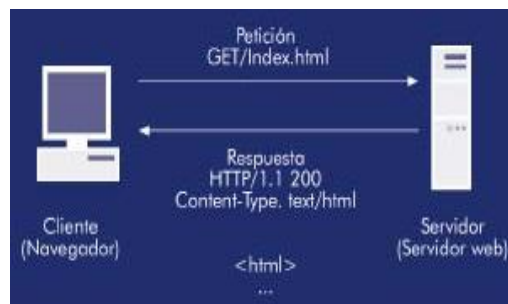 Petición
GET/Index.html
Respuesta
HTTP/1.1 200
Content-Type. text/html
Cliente
(Navegador)
Servidor
(Servidor web)
<html>
...